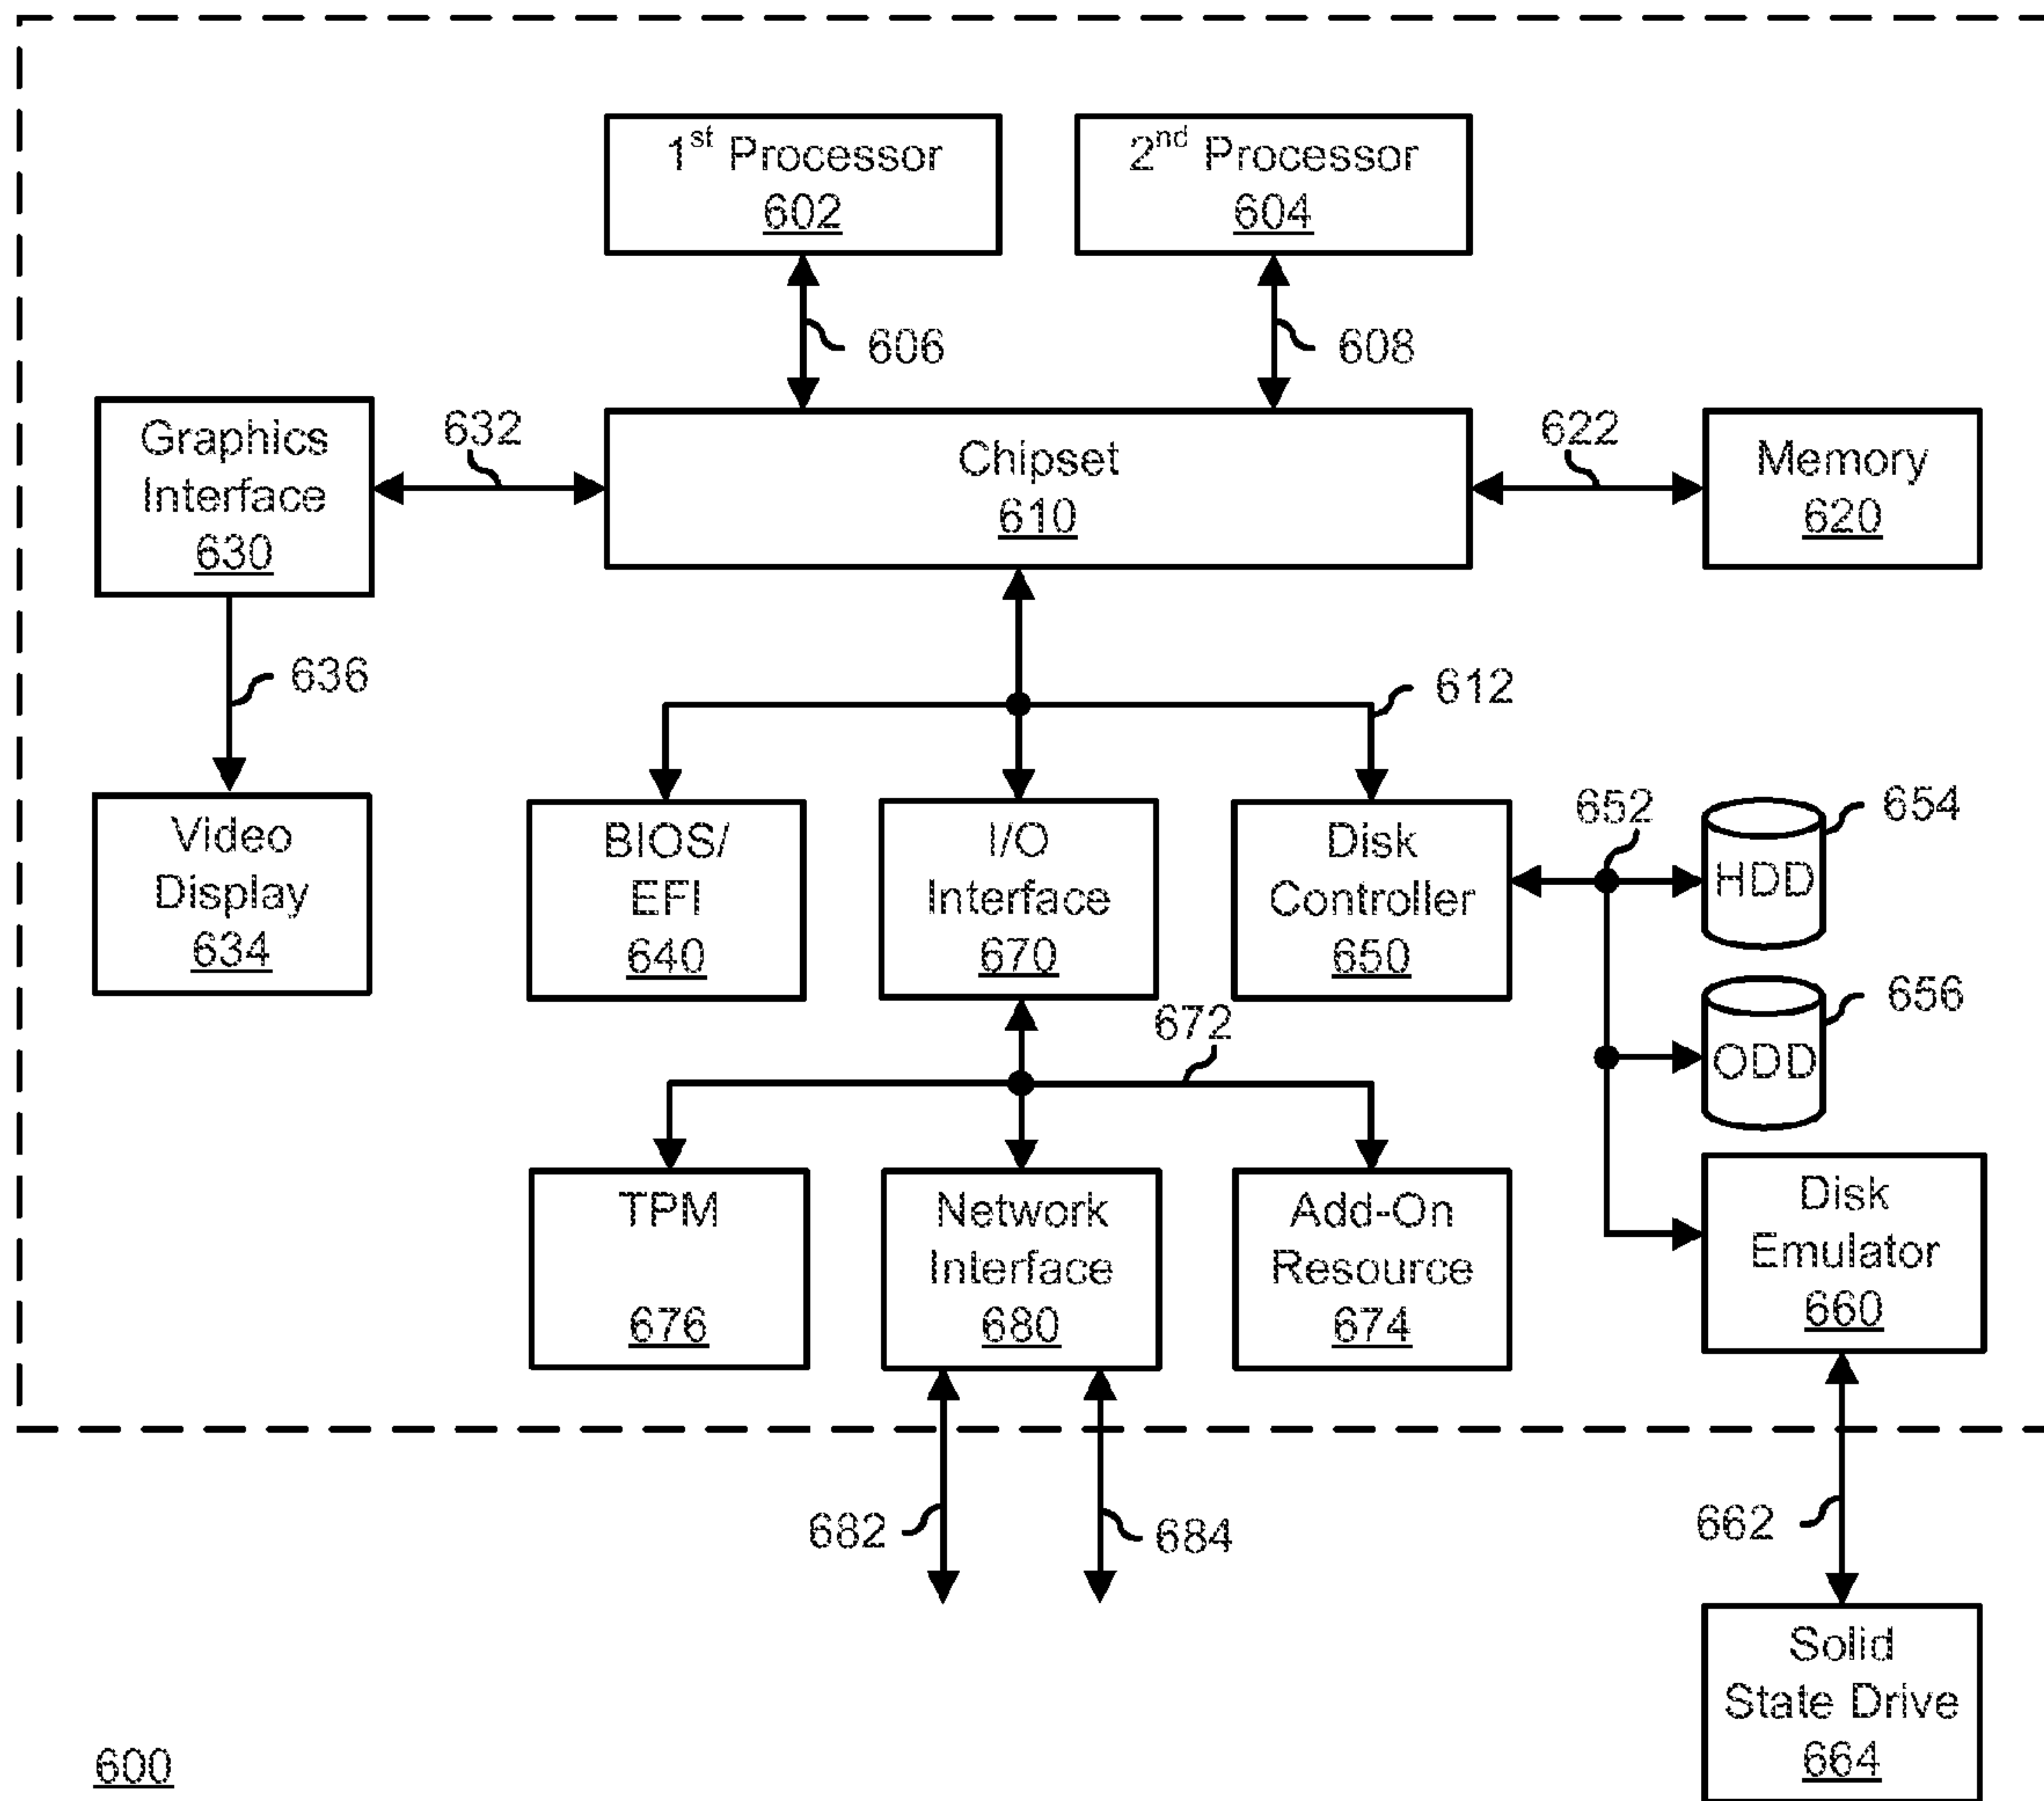 1st Processor
602
2nd Processor
604
606
608
Graphics
Interface
630
632
Chipset
610
622
Memory
620
636
612
Video
Display
634
BIOS/
EFI
640
I/O
Interface
670
Disk
Controller
650
652
HDD
654
ODD
656
672
TPM
676
Network
Interface
680
Add-On
Resource
674
Disk
Emulator
660
682
684
662
Solid
State Drive
664
600